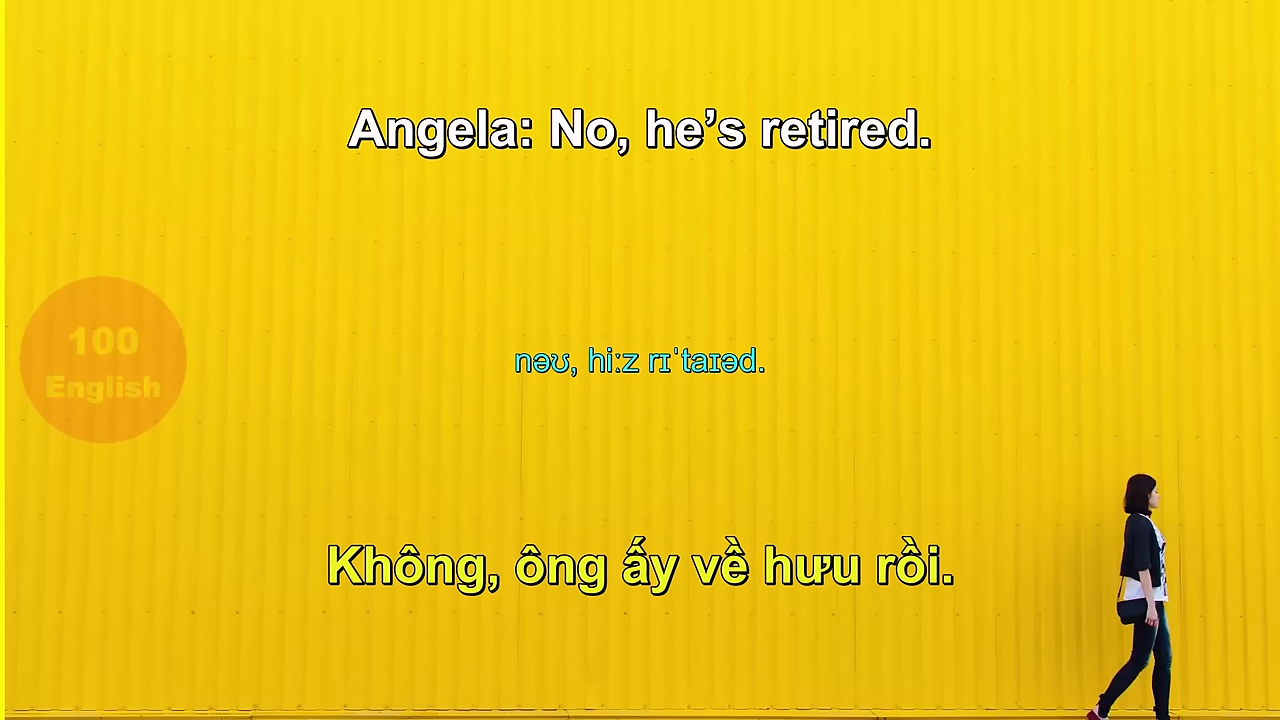 Angela: No, he’s retired.
100
English
nəʊ, hiːz rɪˈtaɪəd.
Không, ông ấy về hưu rồi.